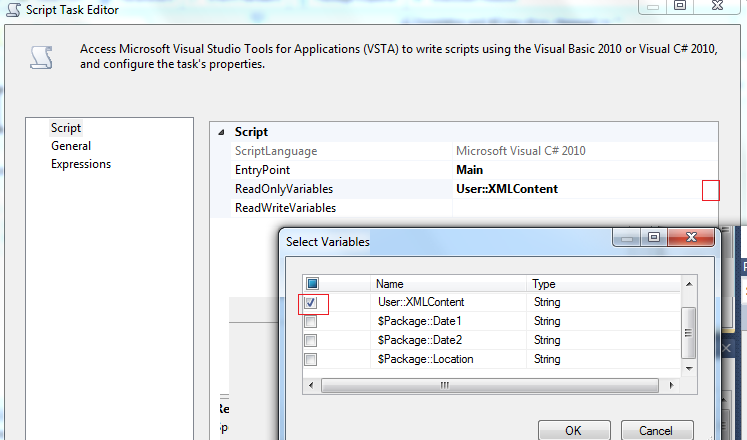 Script Task Editor
Access Microsoft Visual Studio Tools for Applications (VSTA) to write scripts using the Visual Basic 2010 or Visual C# 2010,
and configure the task's properties.
Script
General
Expressions
Script
ScriptLanguage Microsoft Visual C# 2010
EntryPoint Main
ReadOnlyVariables User::XMLContent
ReadWriteVariables
Select Variables
Name Type
User::XMLContent String
$Package::Date1 String
$Package::Date2 String
$Package::Location String
OK Cancel